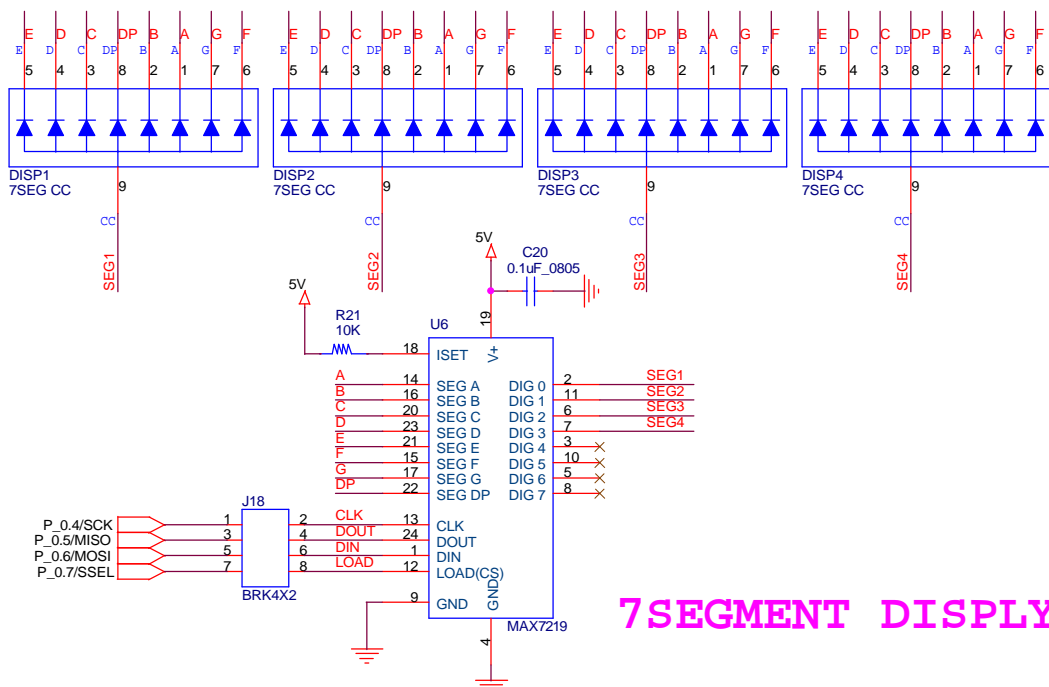 E D C DP B A G F
E D C DP B A G F
5 4 3 8 2 1 7 6
DISP1
7SEG CC
9
CC
SEG1
E D C DP B A G F
E D C DP B A G F
5 4 3 8 2 1 7 6
DISP2
7SEG CC
9
CC
SEG2
E D C DP B A G F
E D C DP B A G F
5 4 3 8 2 1 7 6
DISP3
7SEG CC
9
CC
SEG3
E D C DP B A G F
E D C DP B A G F
5 4 3 8 2 1 7 6
DISP4
7SEG CC
9
CC
SEG4
5V
C20
0.1uF_0805
5V
R21
10K
U6
19
V+
18 ISET
A 14 SEG A
B 16 SEG B
C 20 SEG C
D 23 SEG D
E 21 SEG E
F 15 SEG F
G 17 SEG G
DP 22 SEG DP
DIG 0 2 SEG1
DIG 1 11 SEG2
DIG 2 6 SEG3
DIG 3 7 SEG4
DIG 4 3
DIG 5 10
DIG 6 5
DIG 7 8
J18
P_0.4/SCK 1 2 CLK 13 CLK
P_0.5/MISO 3 4 DOUT 24 DOUT
P_0.6/MOSI 5 6 DIN 1 DIN
P_0.7/SSEL 7 8 LOAD 12 LOAD(CS)
BRK4X2
9 GND
GND
4
MAX7219
7SEGMENT DISPLY